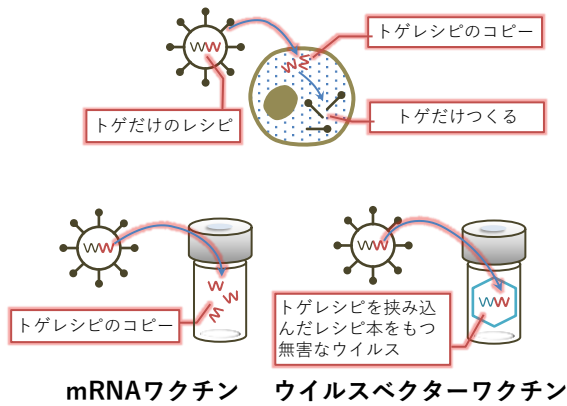 トゲレシピのコピー
トゲだけのレシピ
トゲだけつくる
トゲレシピのコピー
トゲレシピを挟み込
んだレシピ本をもつ
無害なウイルス
mRNAワクチン
ウイルスベクターワクチン